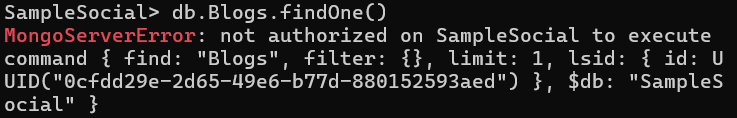 SampleSocial> db.Blogs.findOne()
MongoServerError: not authorized on SampleSocial to execute
command { find: "Blogs", filter: {}, limit: 1, lsid: { id: U
UID("0cfdd29e-2d65-49e6-b77d-880152593aed") }, $db: "SampleS
ocial" }